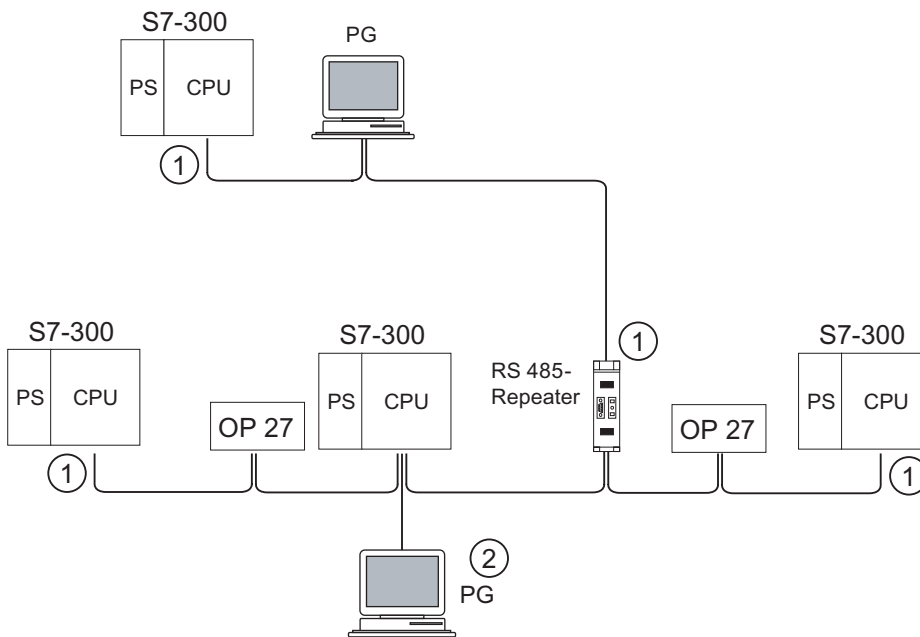 S7-300
PS
CPU
1
PG
S7-300
PS
CPU
1
OP 27
S7-300
PS
CPU
RS 485-
Repeater
1
OP 27
S7-300
PS
CPU
1
2
PG